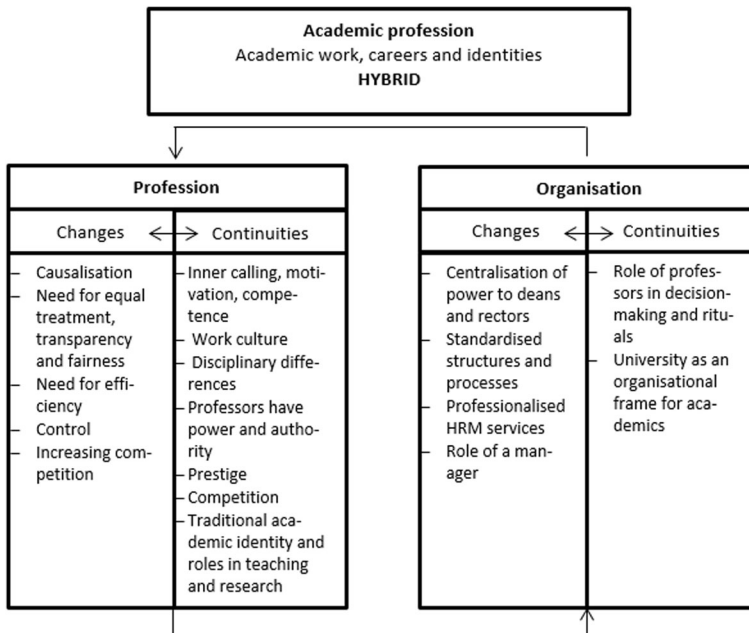 Academic profession
Academic work, careers and identities
HYBRID
Profession
Changes
Continuities
– Causalisation
– Need for equal
treatment,
transparency
and fairness
– Need for effi-
ciency
– Control
– Increasing com-
petition
– Inner calling, moti-
vation, compe-
tence
– Work culture
– Disciplinary differ-
ences
– Professors have
power and autho-
rity
– Prestige
– Competition
– Traditional aca-
demic identity and
roles in teaching
and research
Organisation
Changes
Continuities
– Centralisation of
power to deans
and rectors
– Standardised
structures and
processes
– Professionalised
HRM services
– Role of a man-
ager
– Role of profes-
sors in decision-
making and ritu-
als
– University as an
organisational
frame for aca-
demics